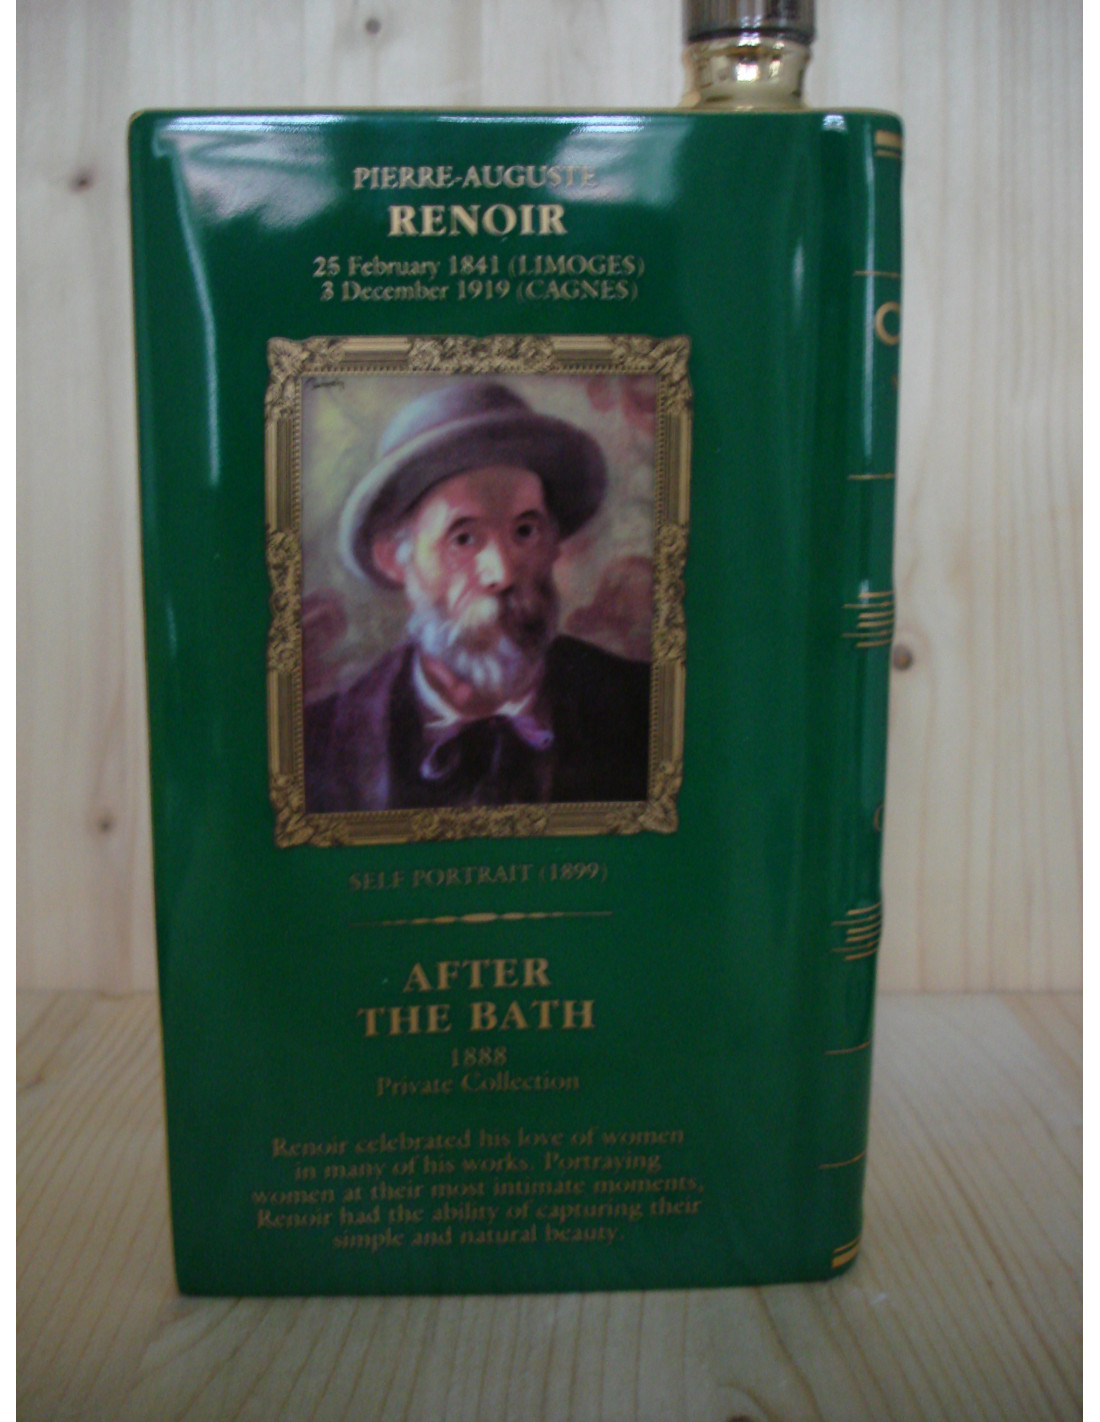 PIERRE-AUGUSTE
RENOIR
25 February 1841 (LIMOGES)
3 December 1919 (CAGNES)
SELF PORTRAIT (1899)
AFTER
THE BATH
1888
Private Collection
Renoir celebrated his love of women
in many of his works. Portraying
women at their most intimate moments,
Renoir had the ability of capturing their
simple and natural beauty.